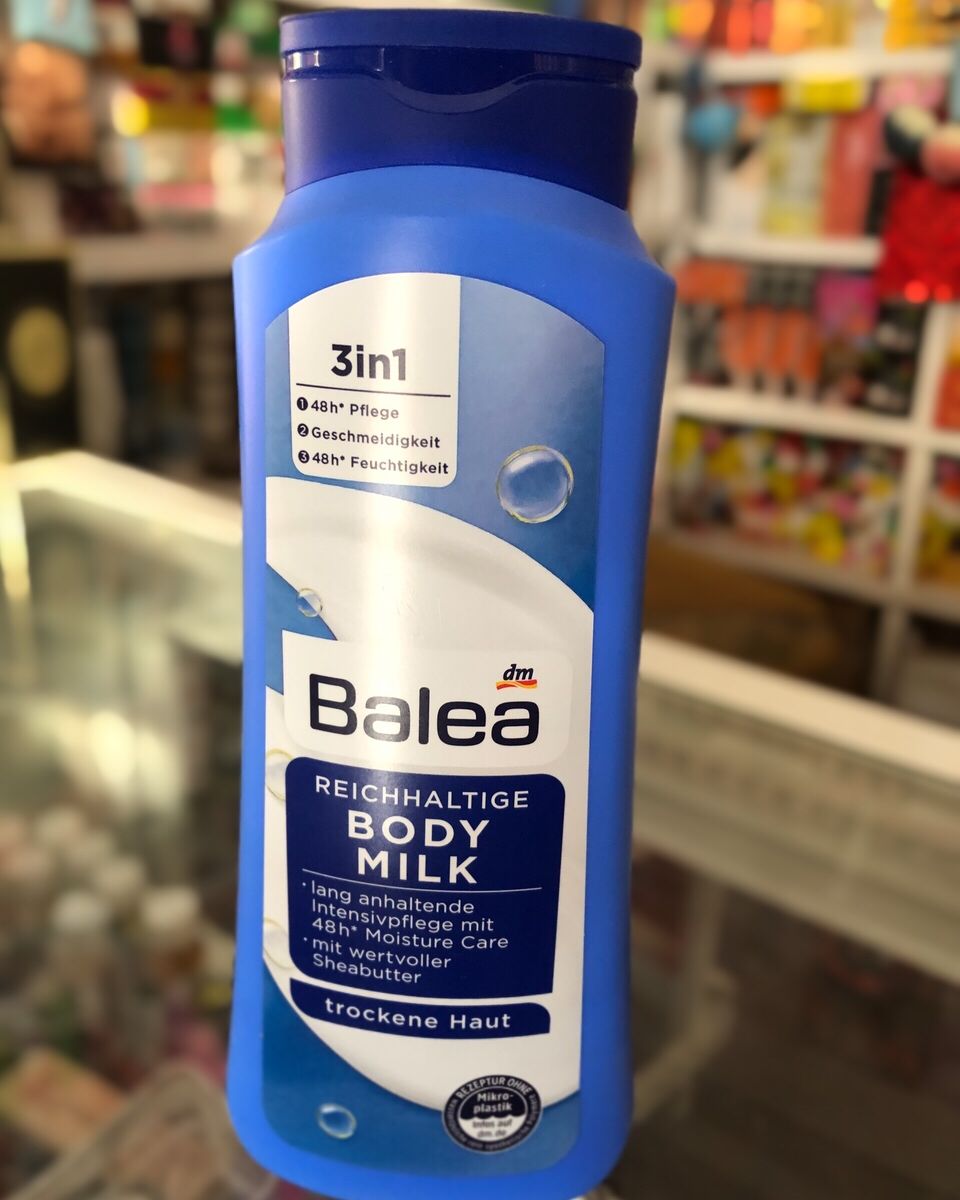 3in1
1 48h* Pflege
2 Geschmeidigkeit
3 48h* Feuchtigkeit
dm
Balea
REICHHALTIGE
BODY
MILK
· lang anhaltende
Intensivpflege mit
48h* Moisture Care
· mit wertvoller
Sheabutter
trockene Haut
REZEPTUR OHNE
Mikro-
plastik
Infos auf
dm.de